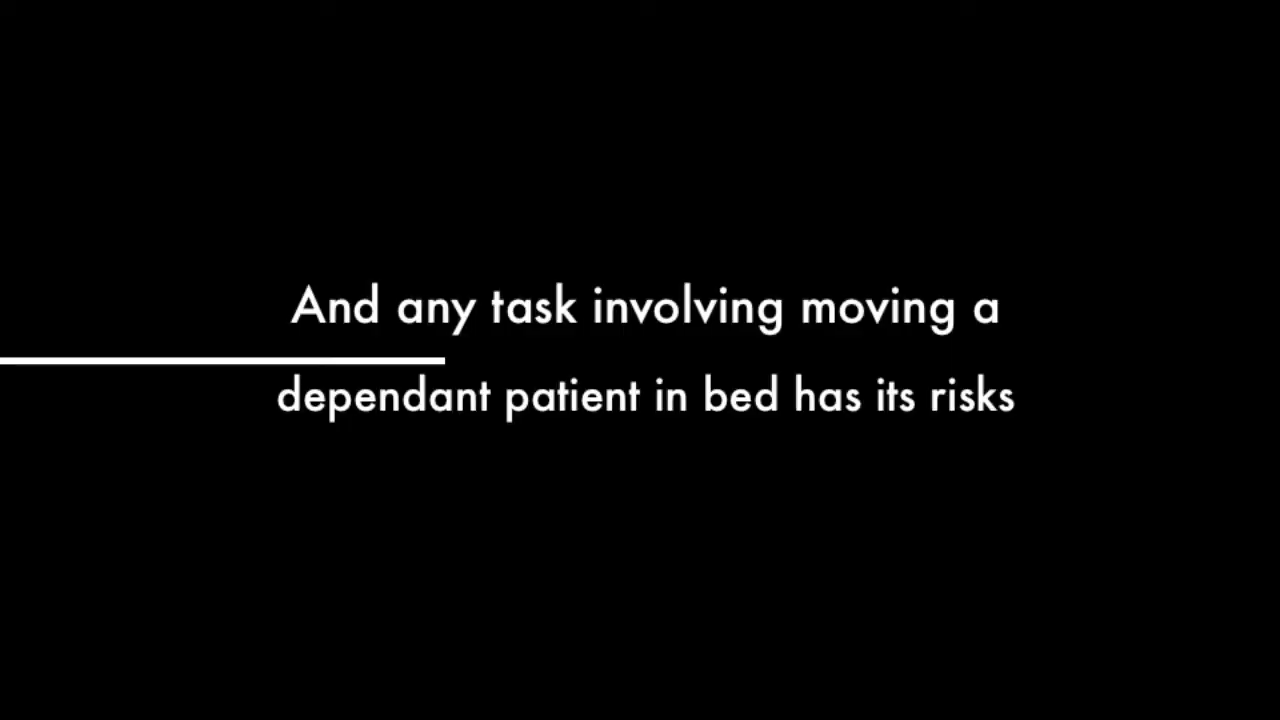 And any task involving moving a
dependant patient in bed has its risks